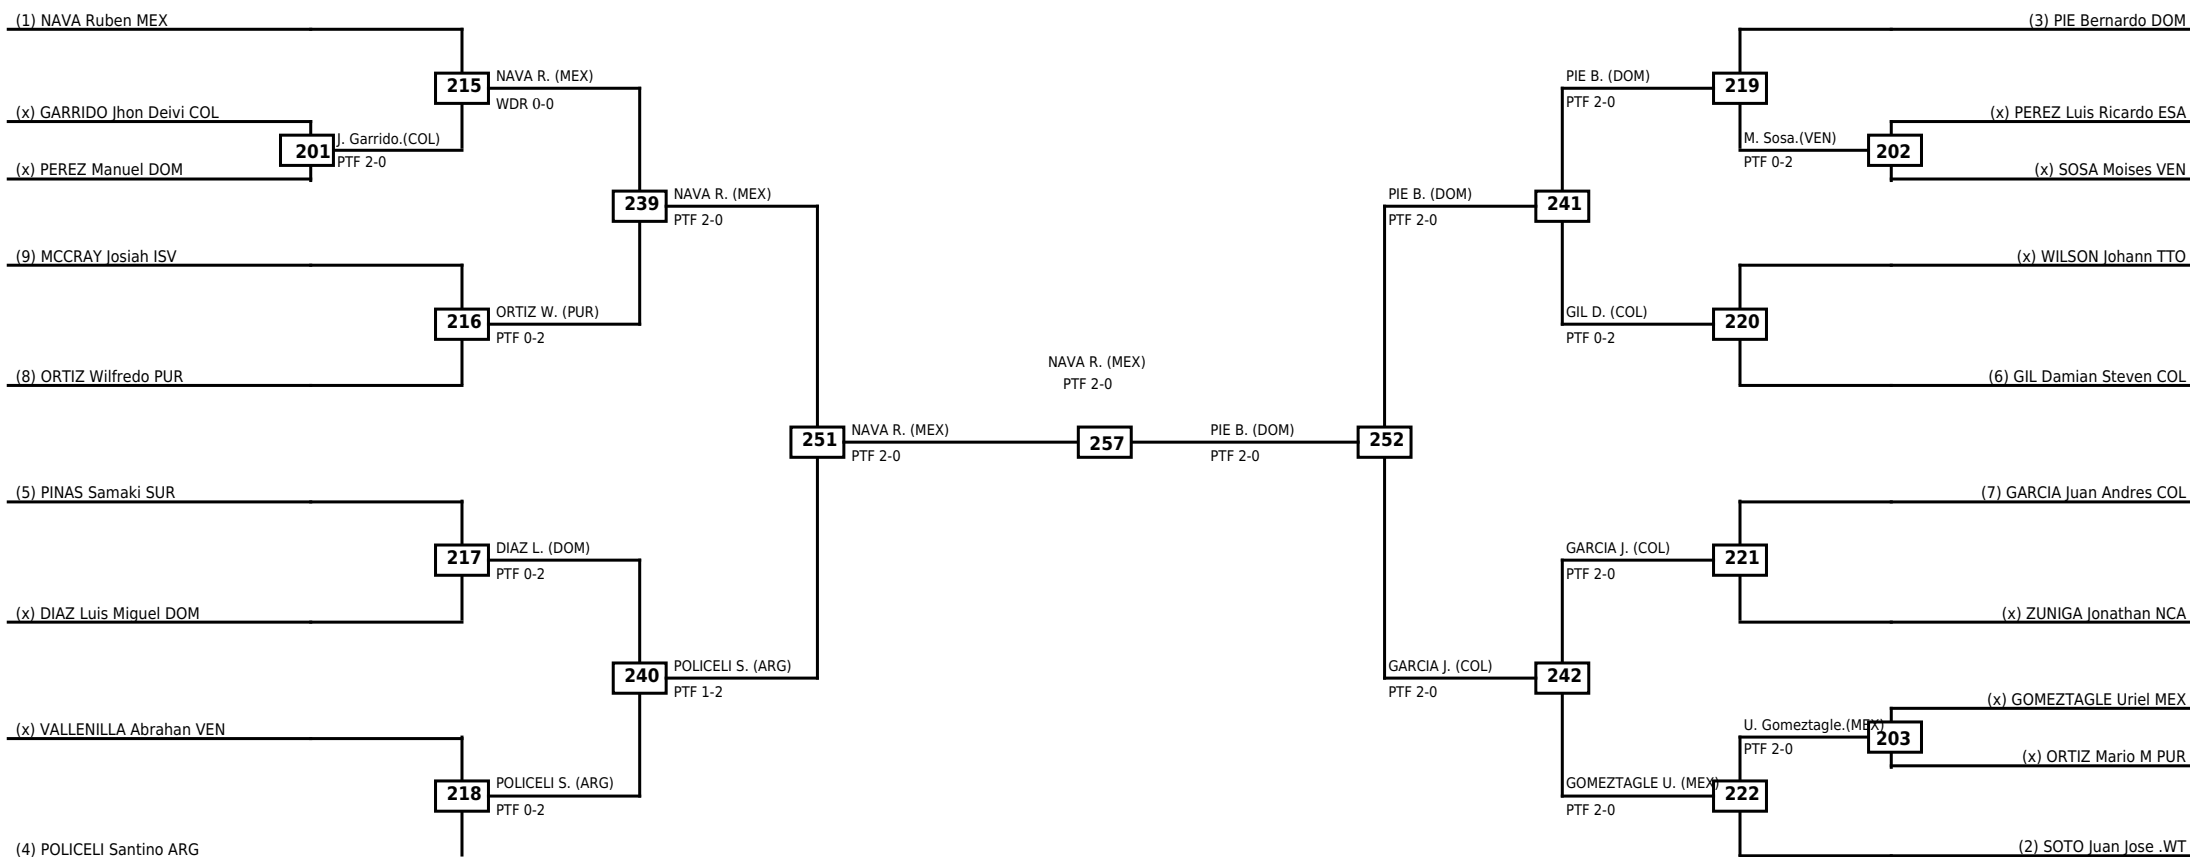 (1) NAVA Ruben MEX
215
NAVA R. (MEX)
WDR 0-0
(x) GARRIDO Jhon Deivi COL
201
J. Garrido.(COL)
PTF 2-0
(x) PEREZ Manuel DOM
239
NAVA R. (MEX)
PTF 2-0
(9) MCCRAY Josiah ISV
216
ORTIZ W. (PUR)
PTF 0-2
(8) ORTIZ Wilfredo PUR
251
NAVA R. (MEX)
PTF 2-0
(5) PINAS Samaki SUR
217
DIAZ L. (DOM)
PTF 0-2
(x) DIAZ Luis Miguel DOM
240
POLICELI S. (ARG)
PTF 1-2
(x) VALLENILLA Abrahan VEN
218
POLICELI S. (ARG)
PTF 0-2
(4) POLICELI Santino ARG
NAVA R. (MEX)
PTF 2-0
257
(3) PIE Bernardo DOM
PIE B. (DOM)
PTF 2-0
219
(x) PEREZ Luis Ricardo ESA
M. Sosa.(VEN)
PTF 0-2
202
(x) SOSA Moises VEN
PIE B. (DOM)
PTF 2-0
241
(x) WILSON Johann TTO
GIL D. (COL)
PTF 0-2
220
(6) GIL Damian Steven COL
PIE B. (DOM)
PTF 2-0
252
(7) GARCIA Juan Andres COL
GARCIA J. (COL)
PTF 2-0
221
(x) ZUNIGA Jonathan NCA
GARCIA J. (COL)
PTF 2-0
242
(x) GOMEZTAGLE Uriel MEX
U. Gomeztagle.(MEX)
PTF 2-0
203
(x) ORTIZ Mario M PUR
GOMEZTAGLE U. (MEX)
PTF 2-0
222
(2) SOTO Juan Jose .WT